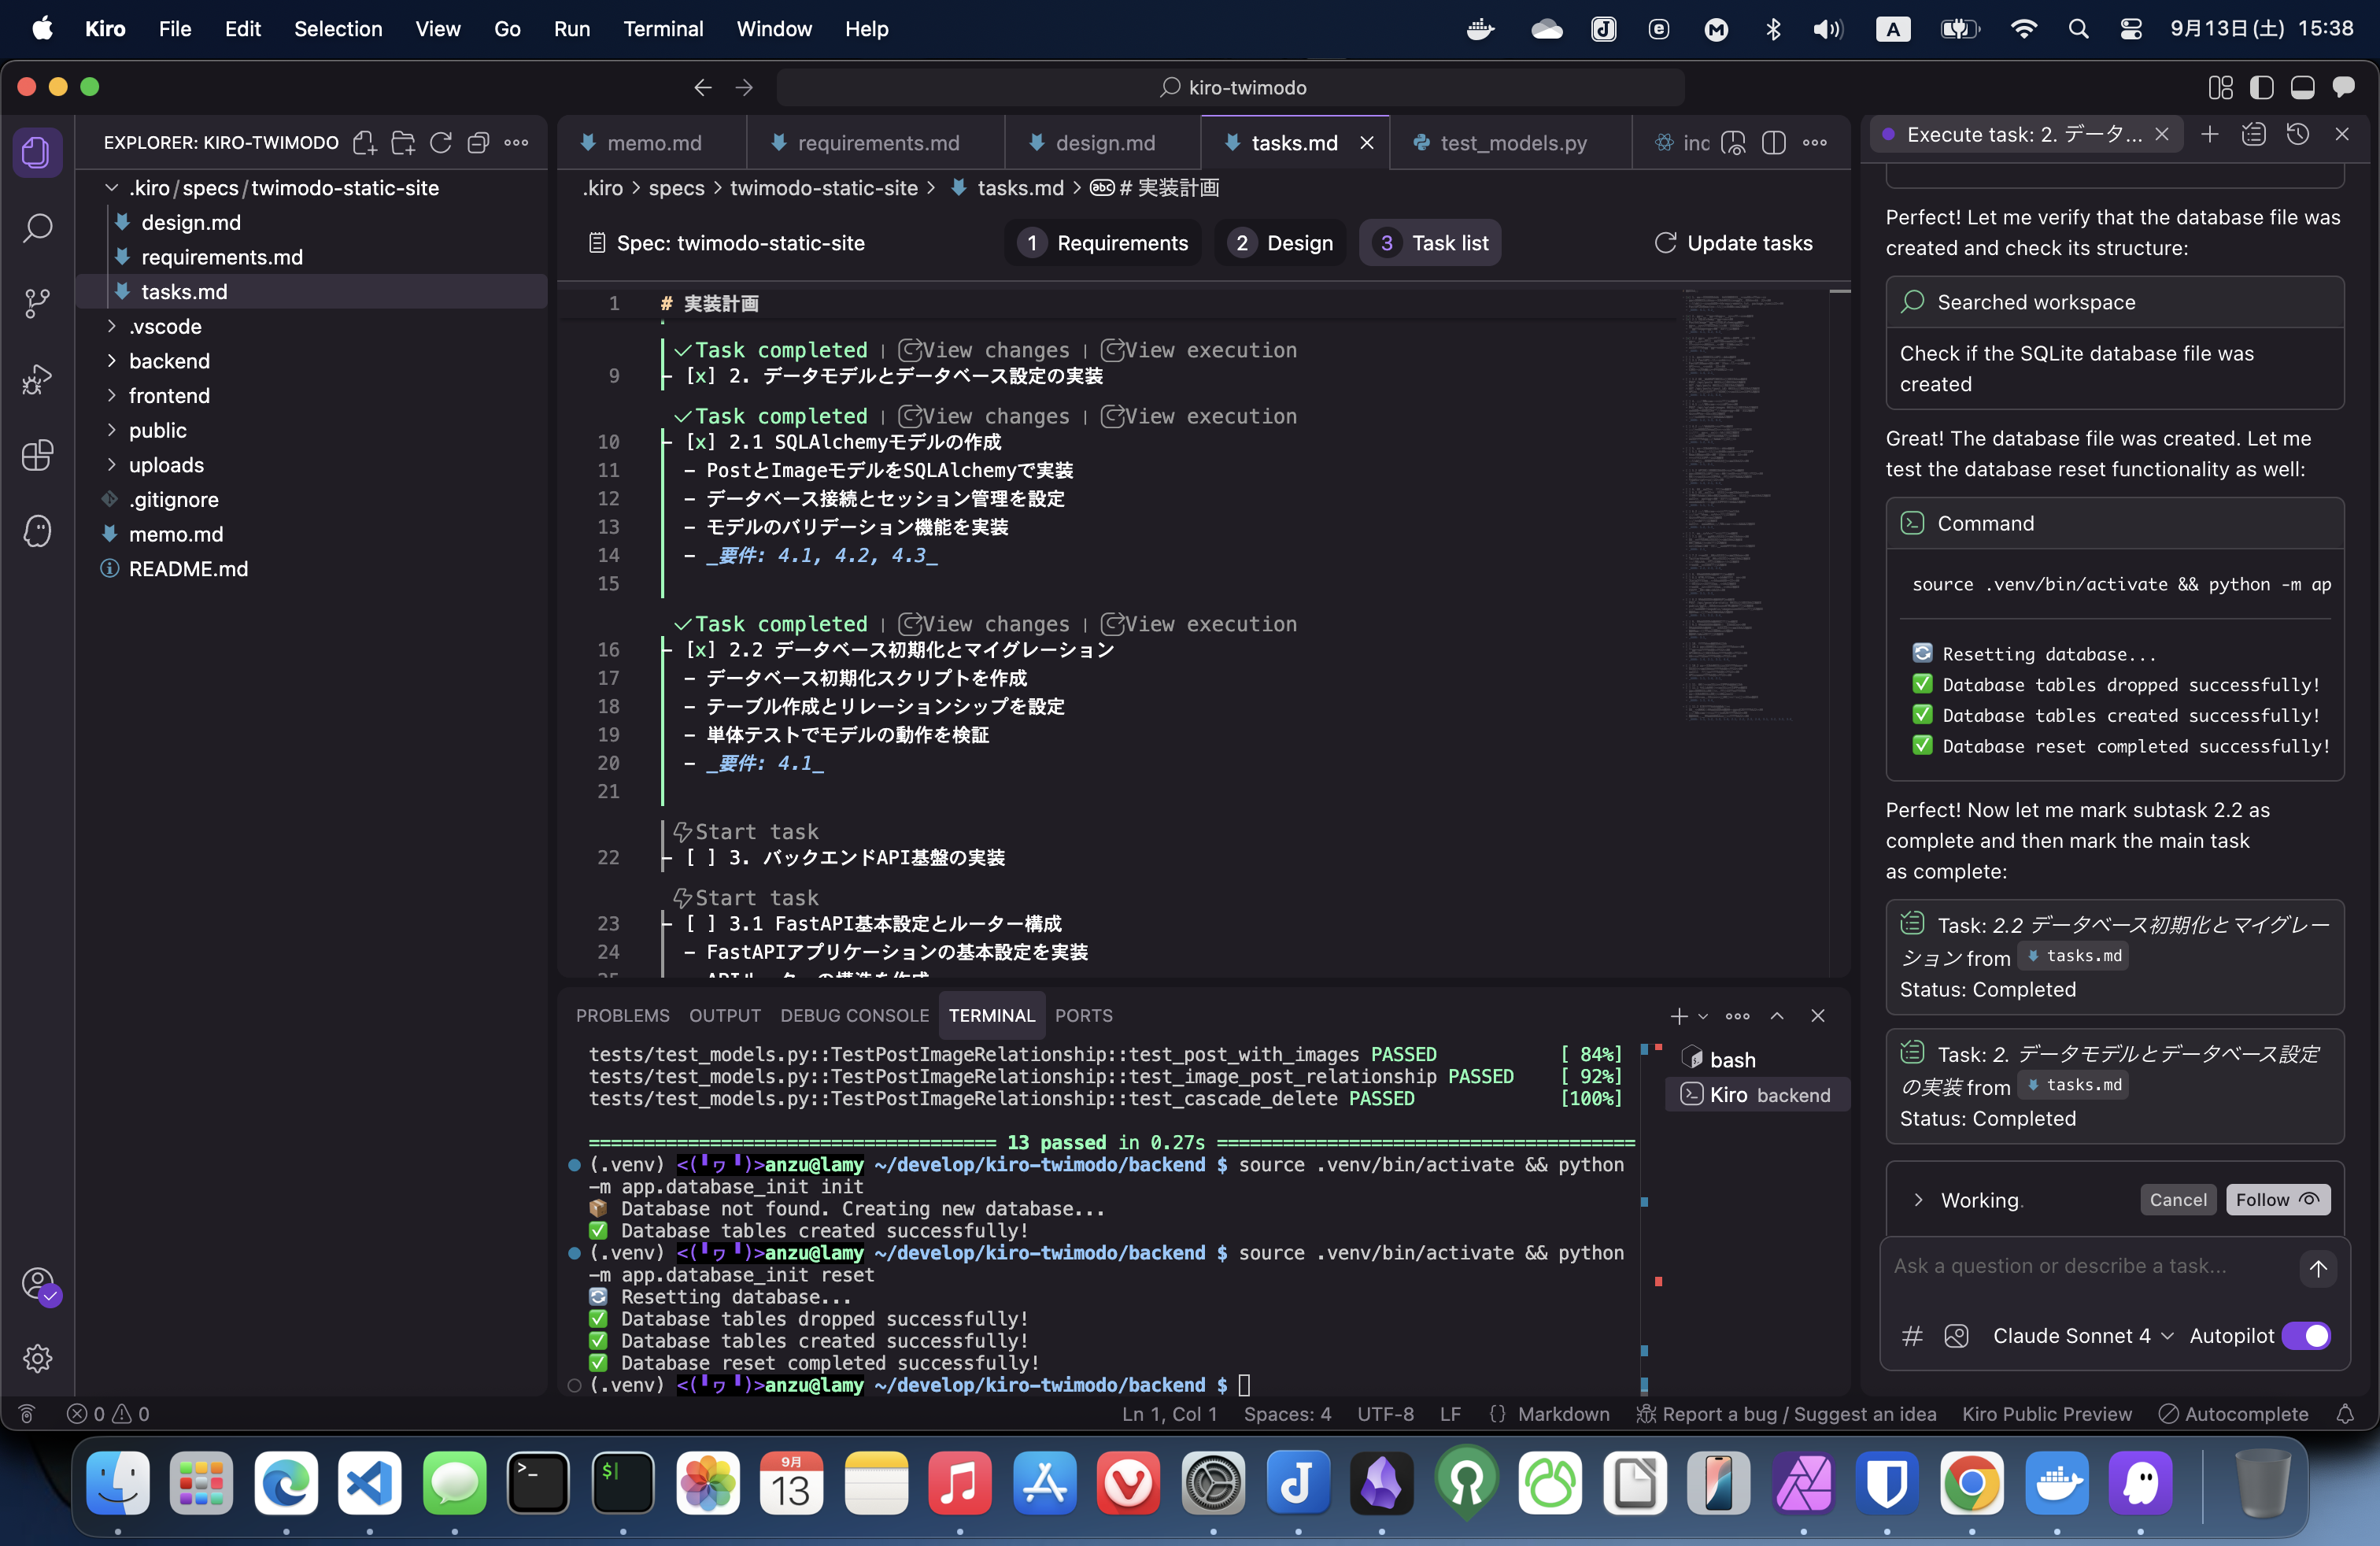 Kiro File Edit Selection View Go Run Terminal Window Help
A 9月13日(土) 15:38
kiro-twimodo
EXPLORER: KIRO-TWIMODO
.kiro/specs/twimodo-static-site
design.md
requirements.md
tasks.md
.vscode
backend
frontend
public
uploads
.gitignore
memo.md
README.md
memo.md requirements.md design.md tasks.md test_models.py inc
.kiro > specs > twimodo-static-site > tasks.md > abc # 実装計画
Spec: twimodo-static-site 1 Requirements 2 Design 3 Task list Update tasks
1 # 実装計画
Task completed | View changes | View execution
9 - [x] 2. データモデルとデータベース設定の実装
Task completed | View changes | View execution
10 - [x] 2.1 SQLAlchemyモデルの作成
11 - PostとImageモデルをSQLAlchemyで実装
12 - データベース接続とセッション管理を設定
13 - モデルのバリデーション機能を実装
14 - _要件: 4.1, 4.2, 4.3_
15
Task completed | View changes | View execution
16 - [x] 2.2 データベース初期化とマイグレーション
17 - データベース初期化スクリプトを作成
18 - テーブル作成とリレーションシップを設定
19 - 単体テストでモデルの動作を検証
20 - _要件: 4.1_
21
Start task
22 - [ ] 3. バックエンドAPI基盤の実装
Start task
23 - [ ] 3.1 FastAPI基本設定とルーター構成
24 - FastAPIアプリケーションの基本設定を実装
PROBLEMS OUTPUT DEBUG CONSOLE TERMINAL PORTS
tests/test_models.py::TestPostImageRelationship::test_post_with_images PASSED [ 84%]
tests/test_models.py::TestPostImageRelationship::test_image_post_relationship PASSED [ 92%]
tests/test_models.py::TestPostImageRelationship::test_cascade_delete PASSED [100%]
===================================== 13 passed in 0.27s ======================================
(.venv) <(╹ヮ╹)>anzu@lamy ~/develop/kiro-twimodo/backend $ source .venv/bin/activate && python
-m app.database_init init
📦 Database not found. Creating new database...
✅ Database tables created successfully!
(.venv) <(╹ヮ╹)>anzu@lamy ~/develop/kiro-twimodo/backend $ source .venv/bin/activate && python
-m app.database_init reset
🔄 Resetting database...
✅ Database tables dropped successfully!
✅ Database tables created successfully!
✅ Database reset completed successfully!
(.venv) <(╹ヮ╹)>anzu@lamy ~/develop/kiro-twimodo/backend $
bash
Kiro backend
Execute task: 2. データ...
Perfect! Let me verify that the database file was
created and check its structure:
Searched workspace
Check if the SQLite database file was
created
Great! The database file was created. Let me
test the database reset functionality as well:
Command
source .venv/bin/activate && python -m ap
🔄 Resetting database...
✅ Database tables dropped successfully!
✅ Database tables created successfully!
✅ Database reset completed successfully!
Perfect! Now let me mark subtask 2.2 as
complete and then mark the main task
as complete:
Task: 2.2 データベース初期化とマイグレー
ション from tasks.md
Status: Completed
Task: 2. データモデルとデータベース設定
の実装 from tasks.md
Status: Completed
Working. Cancel Follow
Ask a question or describe a task...
# Claude Sonnet 4 Autopilot
0 0 Ln 1, Col 1 Spaces: 4 UTF-8 LF {} Markdown Report a bug / Suggest an idea Kiro Public Preview Autocomplete
9月
13